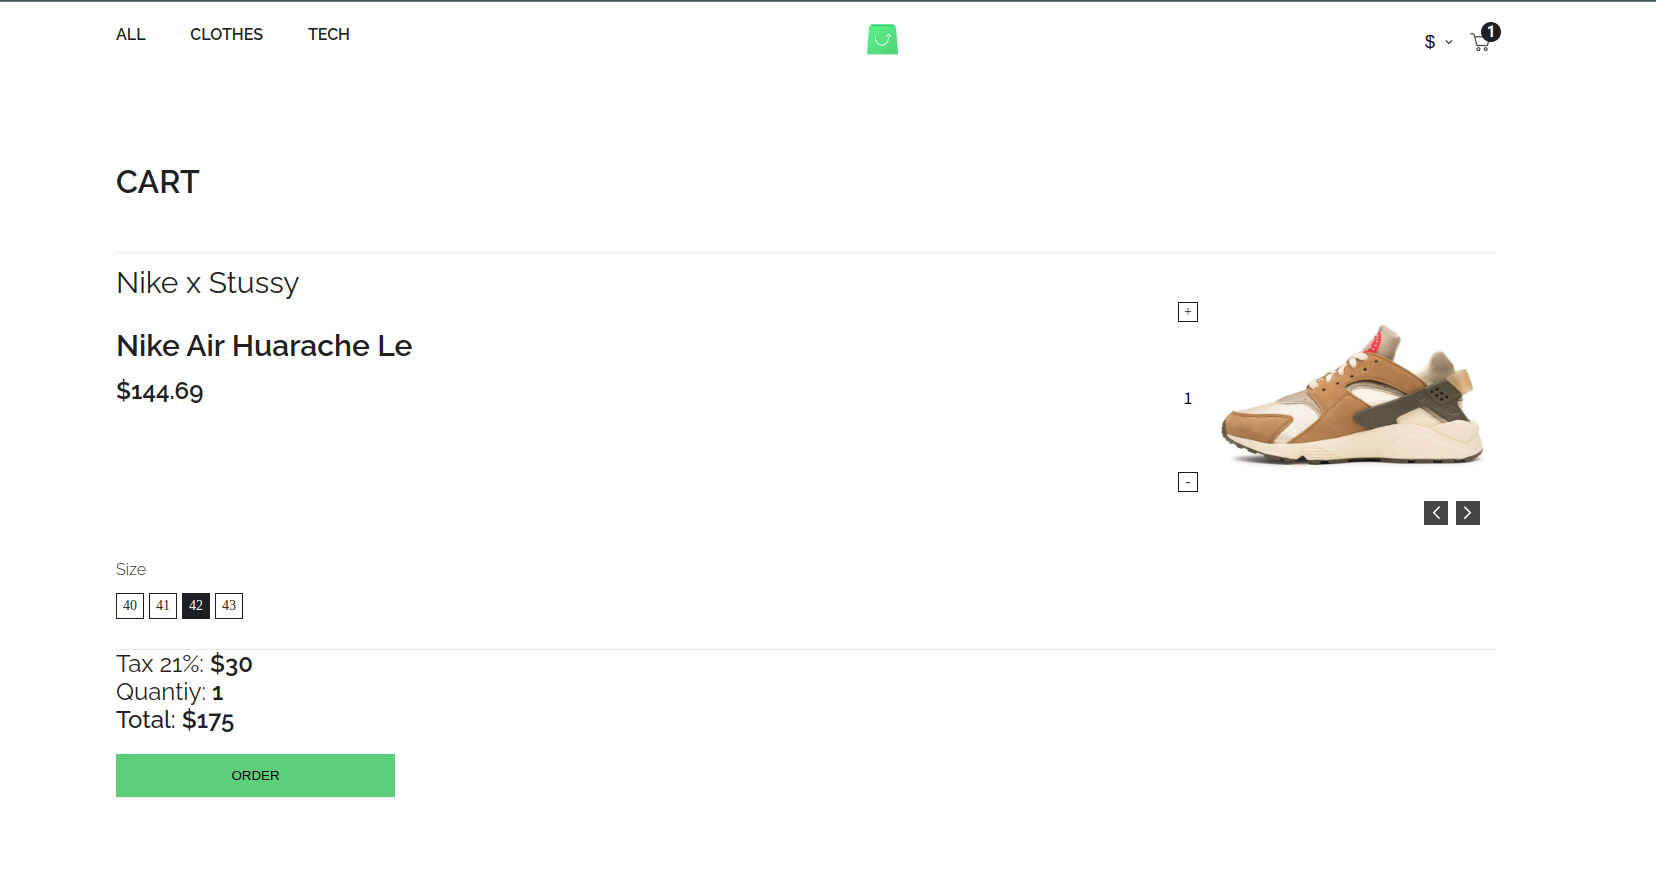 ALL CLOTHES TECH
$ 1
CART
Nike x Stussy
Nike Air Huarache Le
$144.69
+
1
-
Size
40 41 42 43
Tax 21%: $30
Quantiy: 1
Total: $175
ORDER